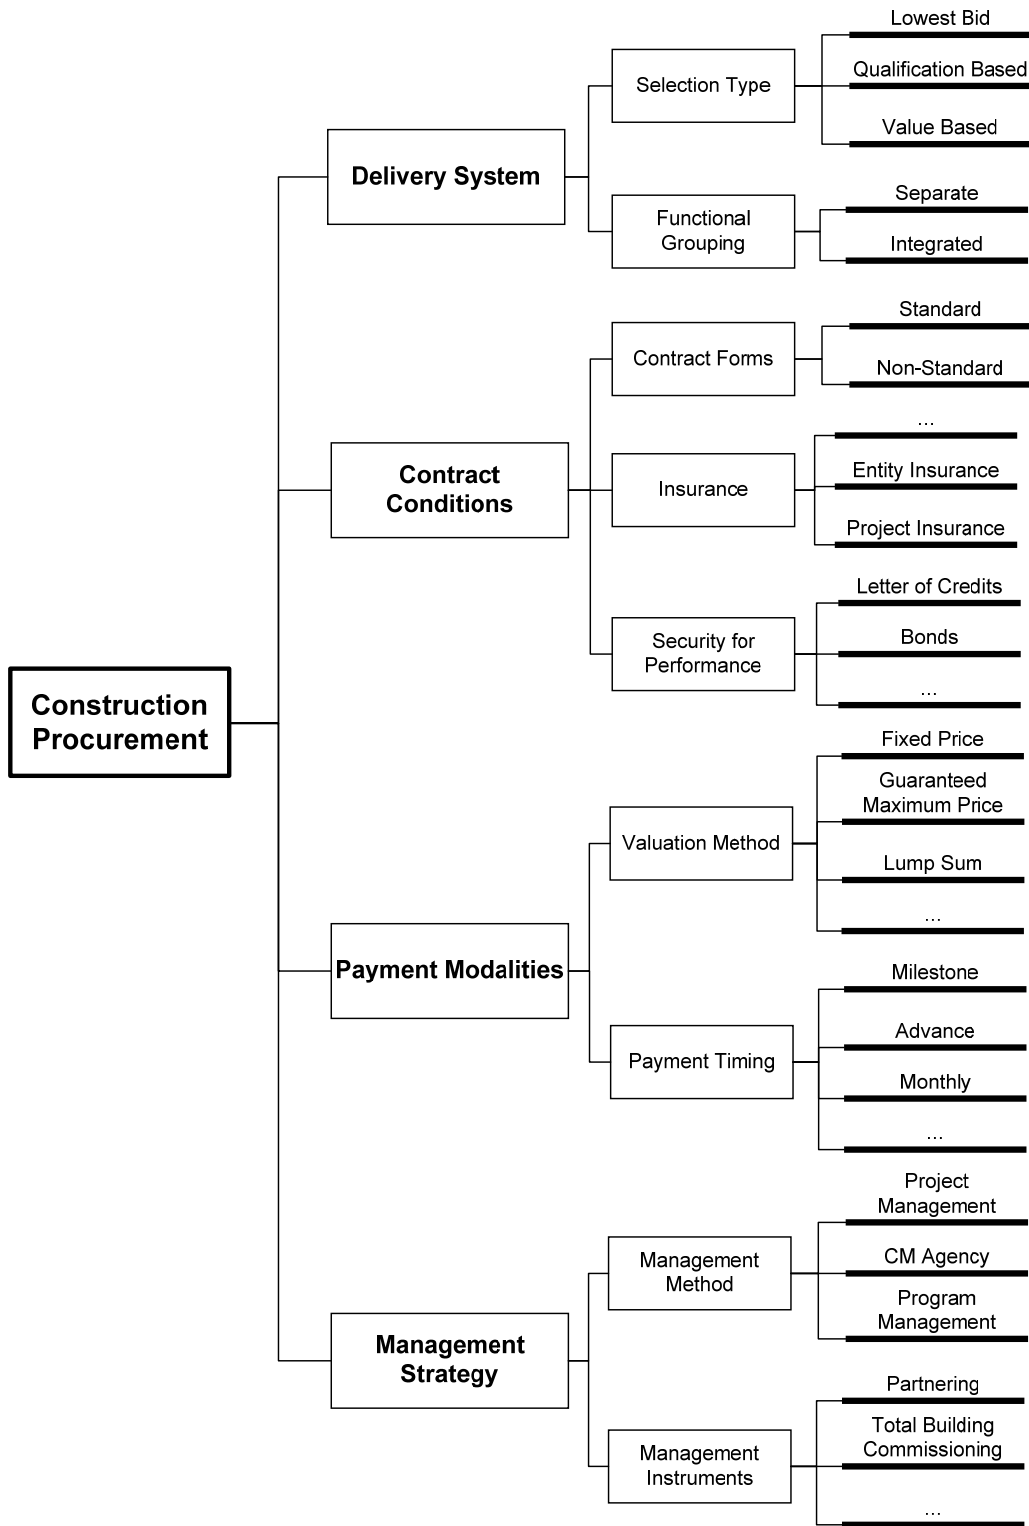 Construction
Procurement
Delivery System
Selection Type
Lowest Bid
Qualification Based
Value Based
Functional
Grouping
Separate
Integrated
Contract
Conditions
Contract Forms
Standard
Non-Standard
Insurance
...
Entity Insurance
Project Insurance
Security for
Performance
Letter of Credits
Bonds
...
Payment Modalities
Valuation Method
Fixed Price
Guaranteed
Maximum Price
Lump Sum
...
Payment Timing
Milestone
Advance
Monthly
...
Management
Strategy
Management
Method
Project
Management
CM Agency
Program
Management
Management
Instruments
Partnering
Total Building
Commissioning
...